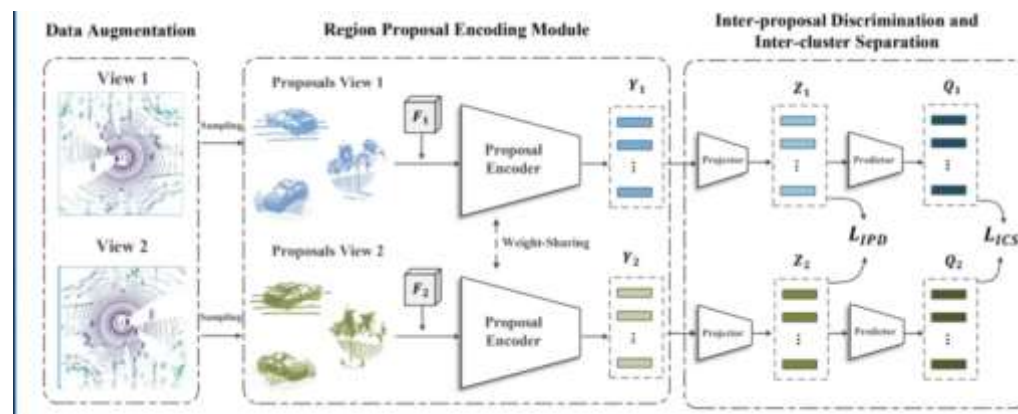 Data Augmentation
Region Proposal Encoding Module
Inter-proposal Discrimination and
Inter-cluster Separation
View 1
Sampling
Proposals View 1
F₁
Proposal
Encoder
Y₁
Projector
Z₁
Predictor
Q₁
Weight-Sharing
L_IPD
L_ICS
View 2
Sampling
Proposals View 2
F₂
Proposal
Encoder
Y₂
Projector
Z₂
Predictor
Q₂